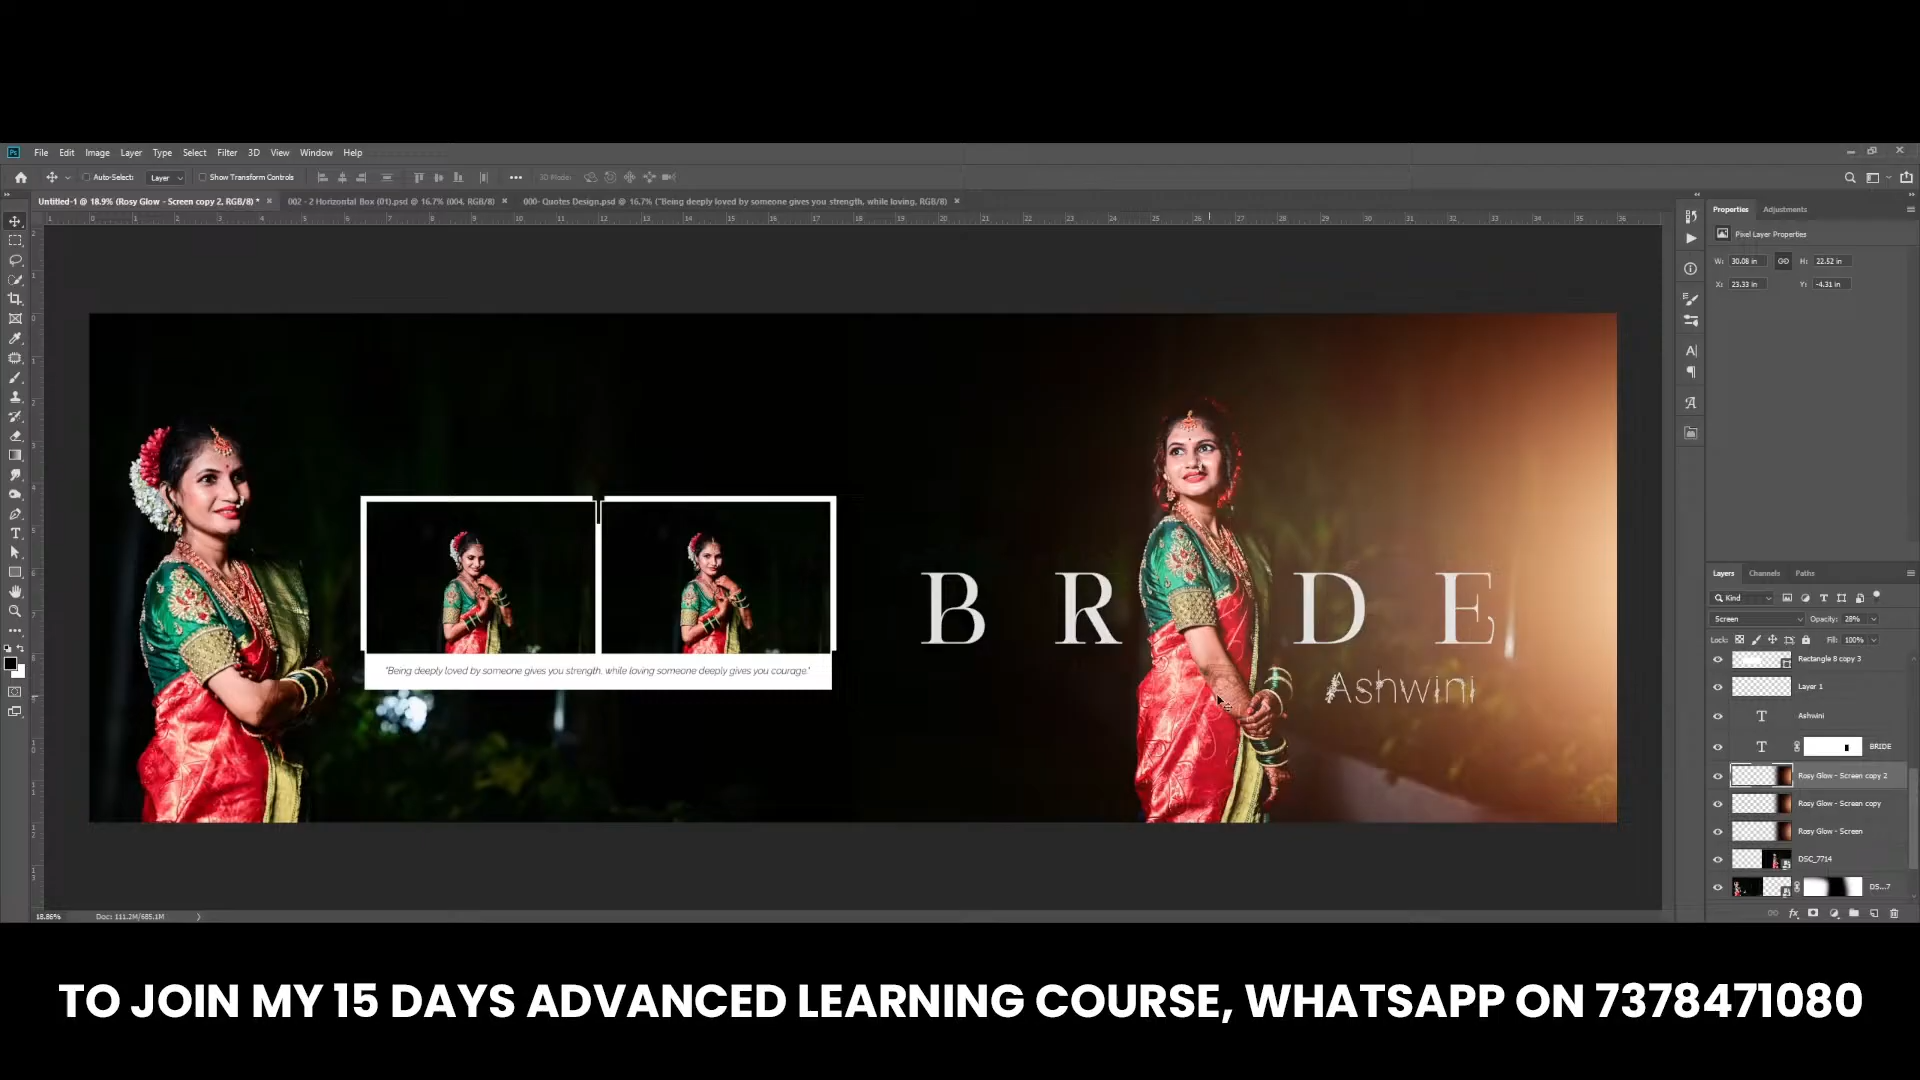 Ps File Edit Image Layer Type Select Filter 3D View Window Help
Auto-Select: Layer Show Transform Controls 3D Mode:
Untitled-1 @ 18.9% (Rosy Glow - Screen copy 2, RGB/8) * 002 - 2 Horizontal Box (01).psd @ 16.7% (004, RGB/8) 000- Quotes Design.psd @ 16.7% ("Being deeply loved by someone gives you strength, while loving, RGB/8)
Properties Adjustments
Pixel Layer Properties
W: 30.08 in H: 22.52 in
X: 23.33 in Y: -4.31 in
B R D E
Ashwini
"Being deeply loved by someone gives you strength, while loving someone deeply gives you courage."
Layers Channels Paths
Kind
Screen Opacity: 28%
Lock: Fill: 100%
Rectangle 8 copy 3
Layer 1
Ashwini
BRIDE
Rosy Glow - Screen copy 2
Rosy Glow - Screen copy
Rosy Glow - Screen
DSC_7714
DS...7
18.86% Doc: 111.2M/685.1M
TO JOIN MY 15 DAYS ADVANCED LEARNING COURSE, WHATSAPP ON 7378471080